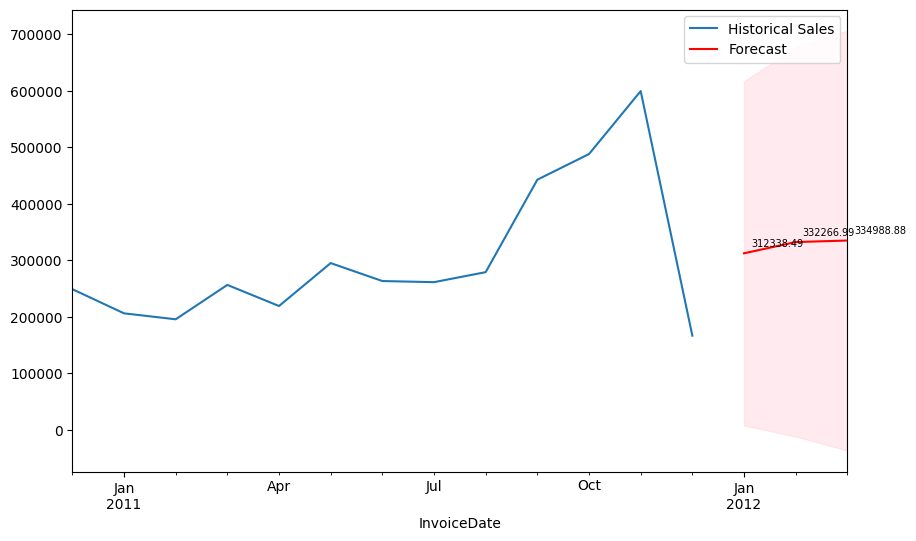 700000
600000
500000
400000
300000
200000
100000
0
Historical Sales
Forecast
312338.49
332266.99
334988.88
Jan
2011
Apr
Jul
Oct
Jan
2012
InvoiceDate